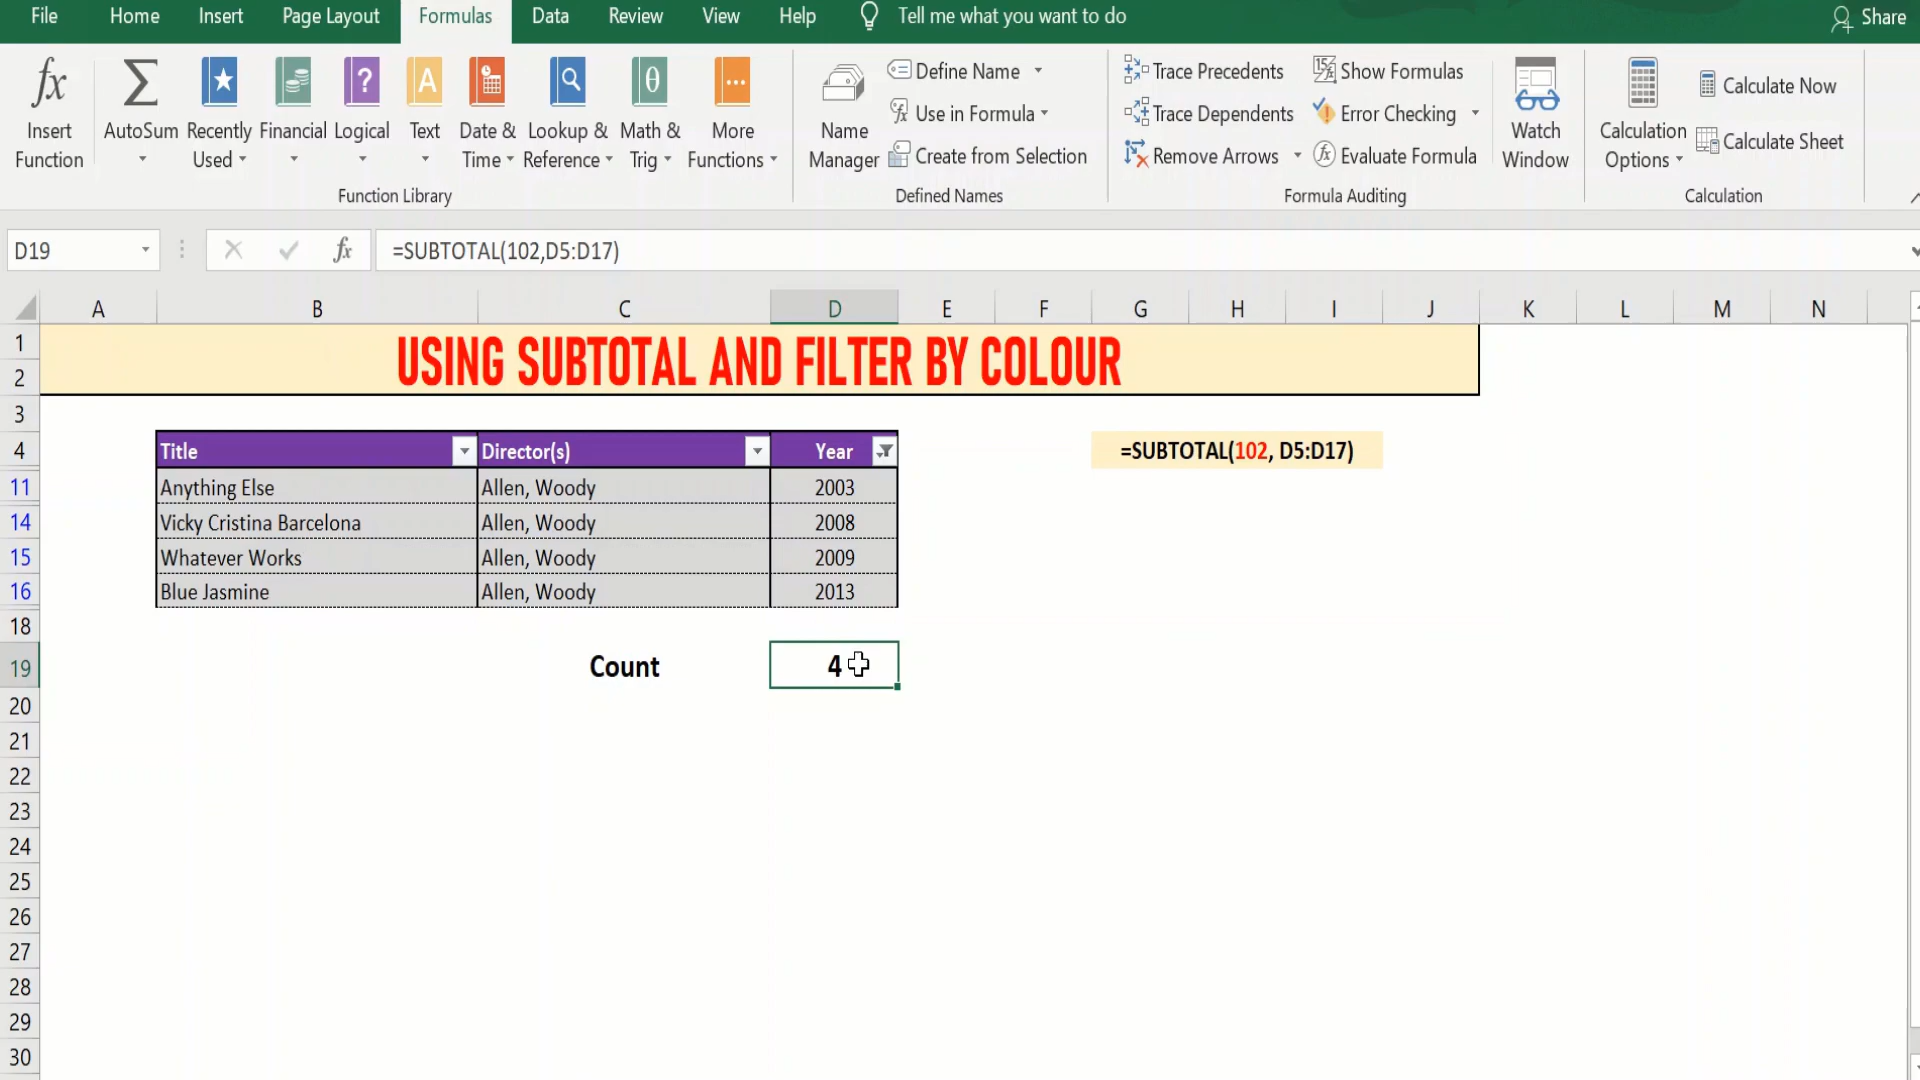 File Home Insert Page Layout Formulas Data Review View Help Tell me what you want to do Share
fx Insert Function
Σ AutoSum
Recently Used
Financial
? Logical
A Text
Date & Time
Lookup & Reference
θ Math & Trig
More Functions
Function Library
Name Manager
Define Name
Use in Formula
Create from Selection
Defined Names
Trace Precedents
Trace Dependents
Remove Arrows
Show Formulas
Error Checking
Evaluate Formula
Watch Window
Formula Auditing
Calculation Options
Calculate Now
Calculate Sheet
Calculation
D19 fx =SUBTOTAL(102,D5:D17)
A B C D E F G H I J K L M N
1
USING SUBTOTAL AND FILTER BY COLOUR
2
3
4 Title Director(s) Year =SUBTOTAL(102, D5:D17)
11 Anything Else Allen, Woody 2003
14 Vicky Cristina Barcelona Allen, Woody 2008
15 Whatever Works Allen, Woody 2009
16 Blue Jasmine Allen, Woody 2013
18
19 Count 4
20
21
22
23
24
25
26
27
28
29
30